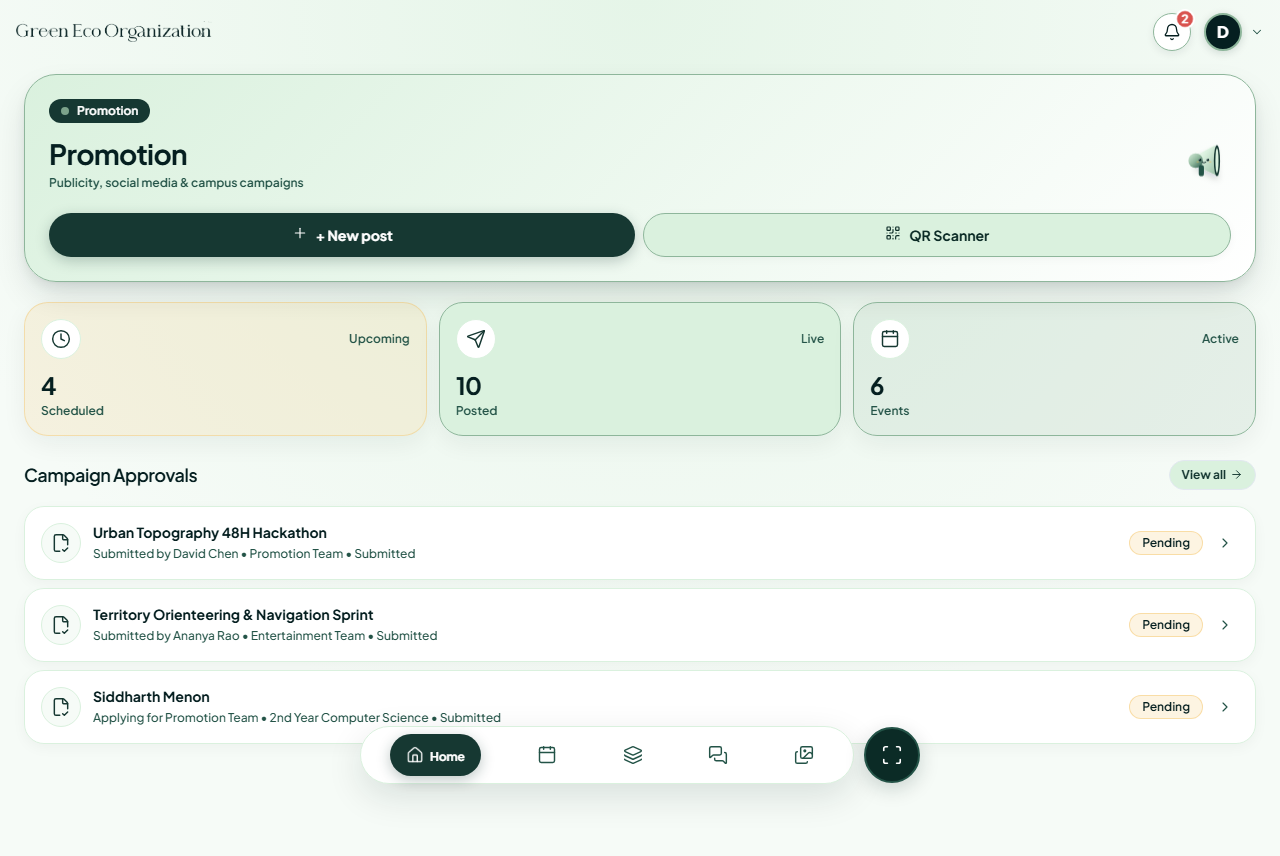 Green Eco Organization
2
D
Promotion
Promotion
Publicity, social media & campus campaigns
+ New post
QR Scanner
Upcoming
4
Scheduled
Live
10
Posted
Active
6
Events
Campaign Approvals
View all
Urban Topography 48H Hackathon
Submitted by David Chen • Promotion Team • Submitted
Pending
Territory Orienteering & Navigation Sprint
Submitted by Ananya Rao • Entertainment Team • Submitted
Pending
Siddharth Menon
Applying for Promotion Team • 2nd Year Computer Science • Submitted
Pending
Home